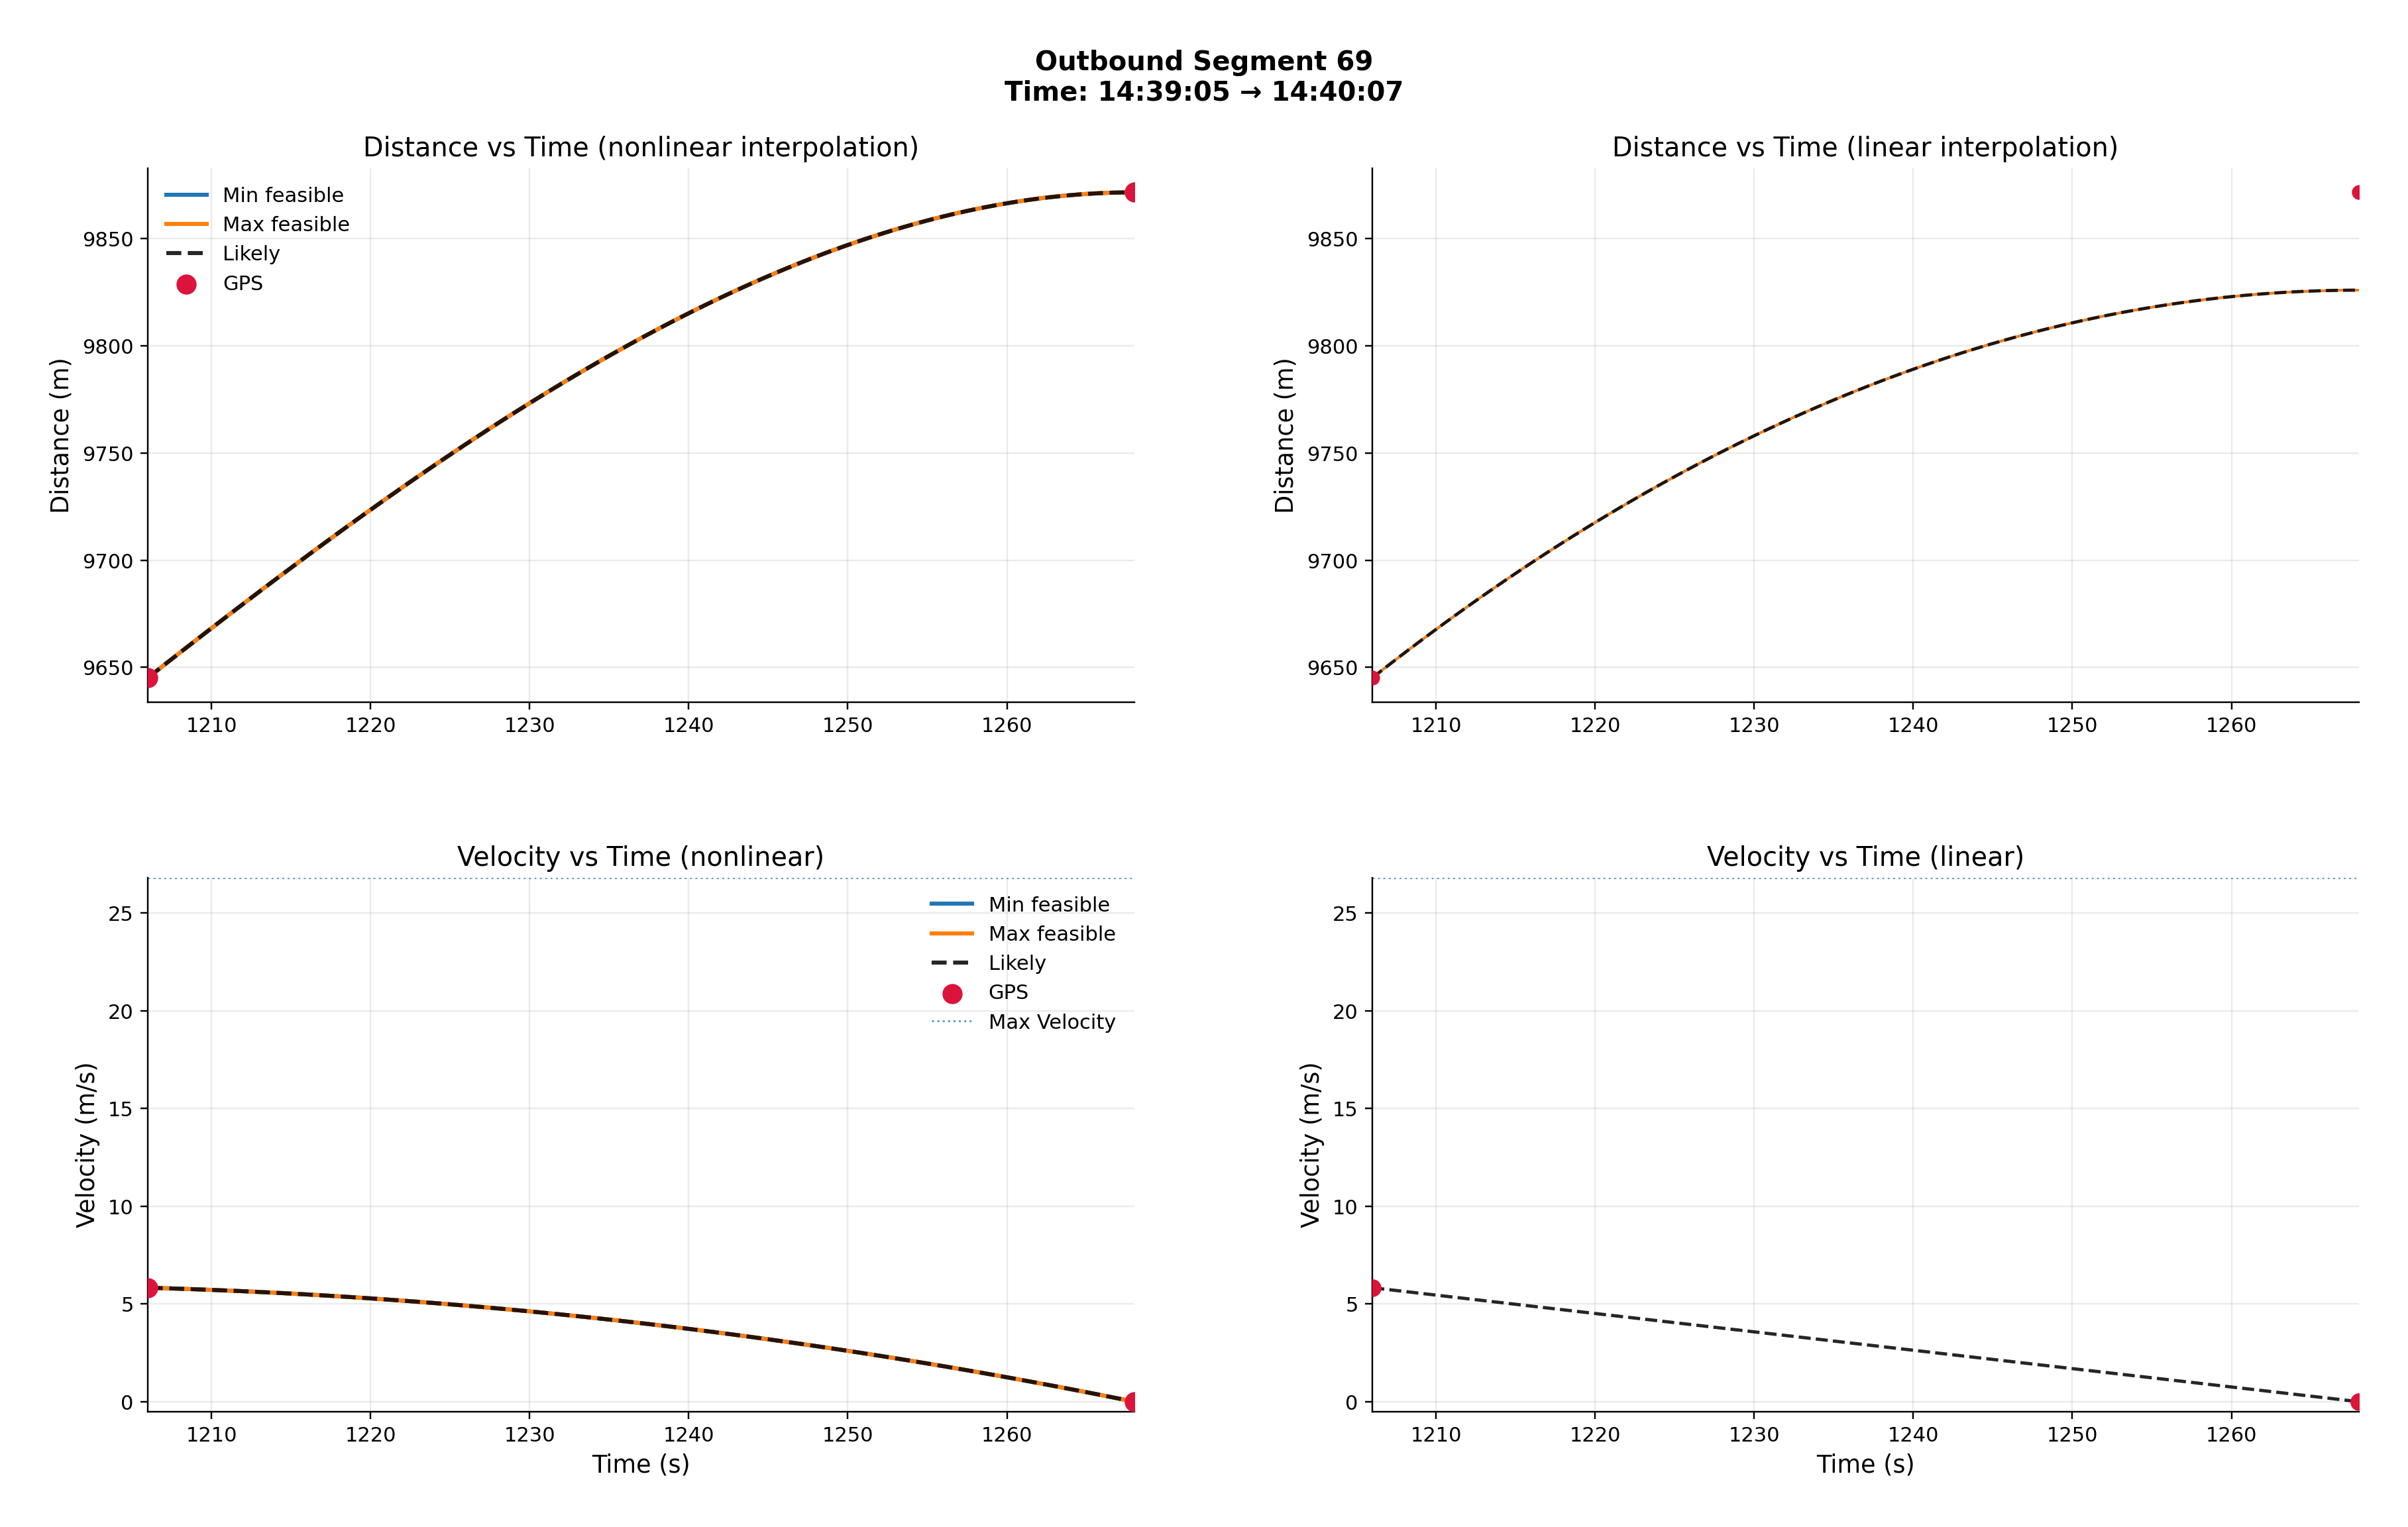 Outbound Segment 69
Time: 14:39:05 → 14:40:07
Distance vs Time (nonlinear interpolation)
Min feasible
Max feasible
Likely
GPS
Distance (m)
9850
9800
9750
9700
9650
1210 1220 1230 1240 1250 1260
Distance vs Time (linear interpolation)
Distance (m)
9850
9800
9750
9700
9650
1210 1220 1230 1240 1250 1260
Velocity vs Time (nonlinear)
Min feasible
Max feasible
Likely
GPS
Max Velocity
Velocity (m/s)
25
20
15
10
5
0
1210 1220 1230 1240 1250 1260
Time (s)
Velocity vs Time (linear)
Velocity (m/s)
25
20
15
10
5
0
1210 1220 1230 1240 1250 1260
Time (s)